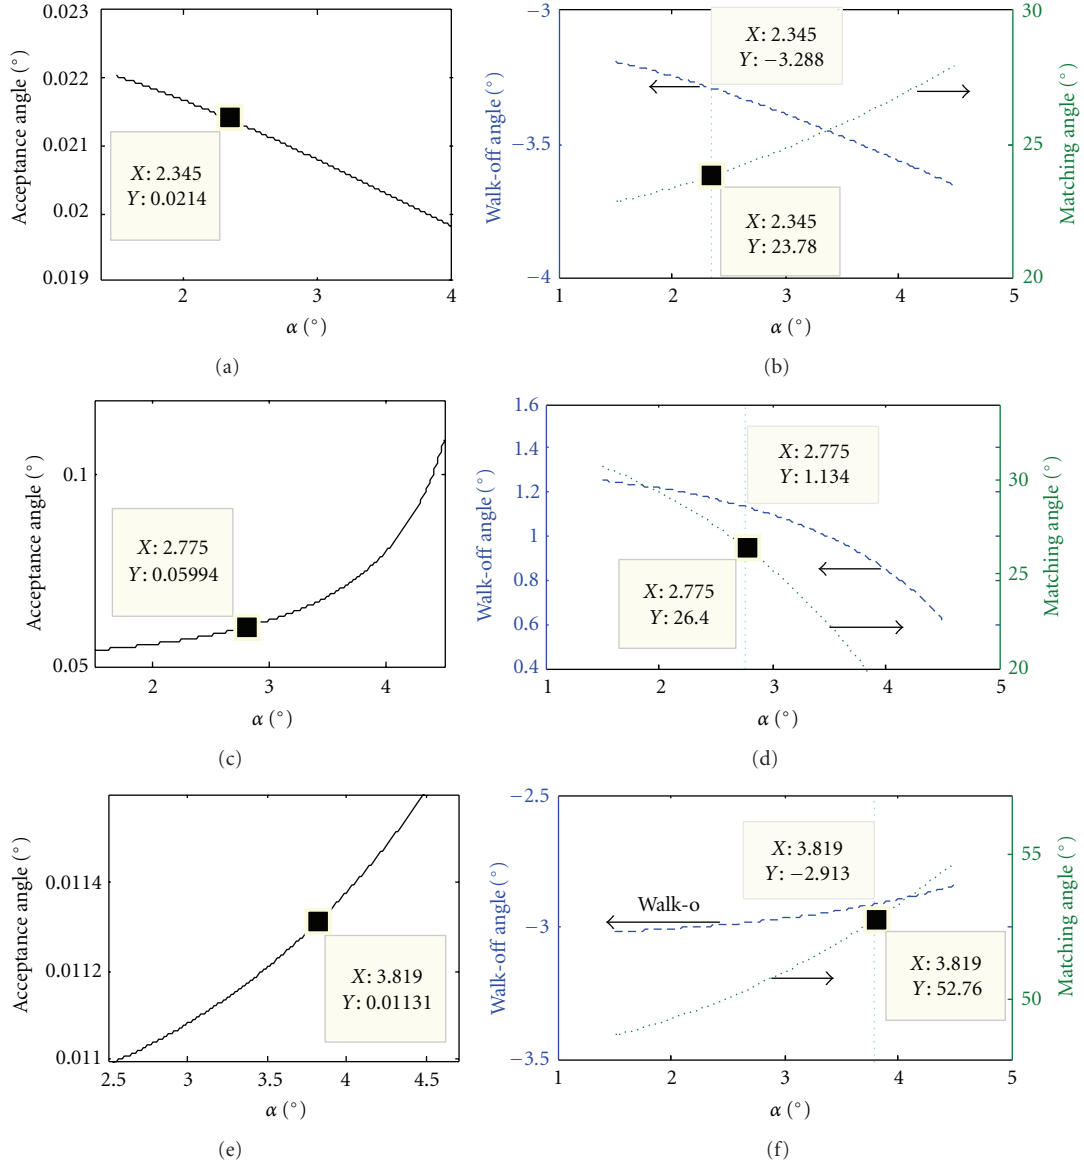 0.023
0.022
0.021
0.02
0.019
Acceptance angle (°)
X: 2.345
Y: 0.0214
2
3
4
α (°)
(a)
−3
−3.5
−4
Walk-off angle (°)
X: 2.345
Y: −3.288
X: 2.345
Y: 23.78
30
25
20
Matching angle (°)
1
2
3
4
5
α (°)
(b)
0.1
0.05
Acceptance angle (°)
X: 2.775
Y: 0.05994
2
3
4
α (°)
(c)
1.6
1.4
1.2
1
0.8
0.6
0.4
Walk-off angle (°)
X: 2.775
Y: 1.134
X: 2.775
Y: 26.4
30
25
20
Matching angle (°)
1
2
3
4
5
α (°)
(d)
0.0114
0.0112
0.011
Acceptance angle (°)
X: 3.819
Y: 0.01131
2.5
3
3.5
4
4.5
α (°)
(e)
−2.5
−3
−3.5
Walk-off angle (°)
Walk-o
X: 3.819
Y: −2.913
X: 3.819
Y: 52.76
55
50
Matching angle (°)
1
2
3
4
5
α (°)
(f)